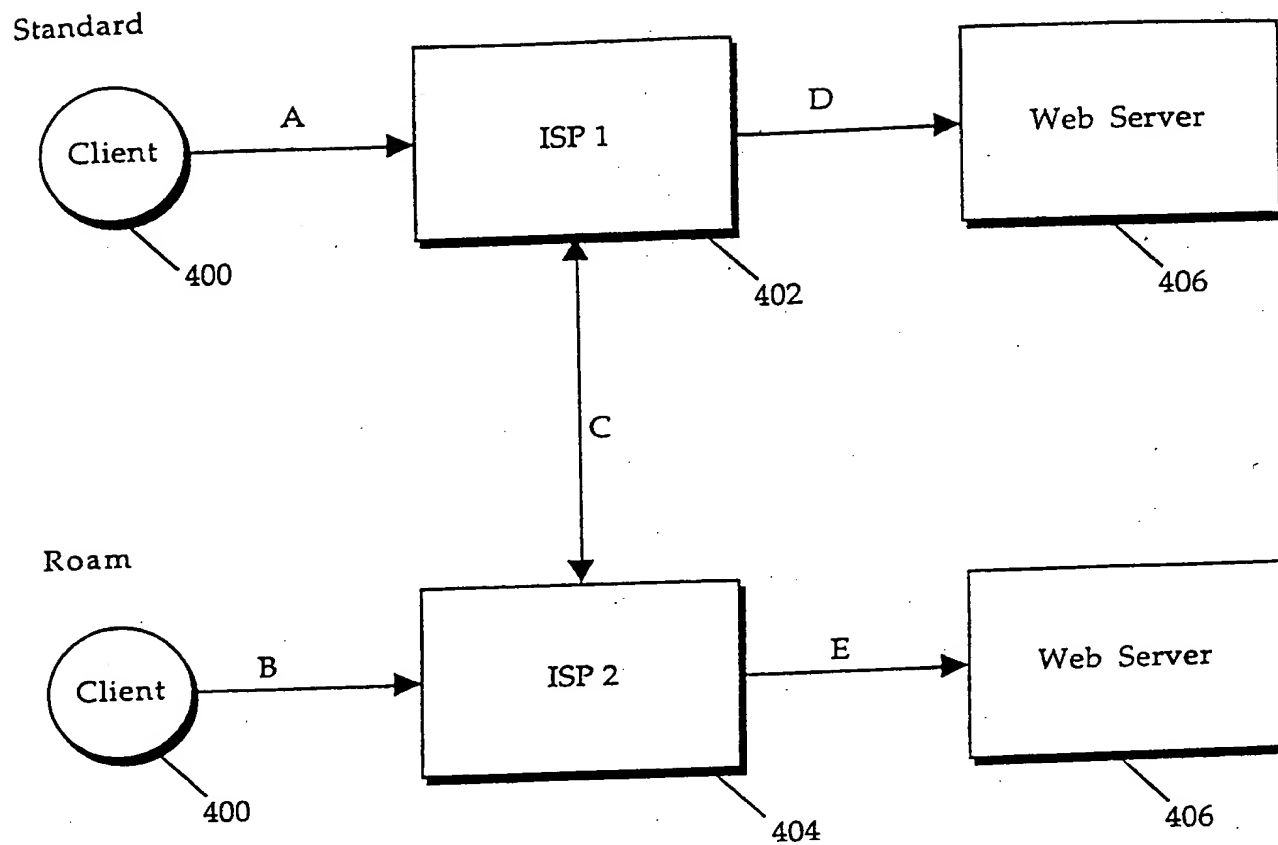 Standard
Client
A
ISP 1
D
Web Server
400
402
406
C
Roam
Client
B
ISP 2
E
Web Server
400
404
406